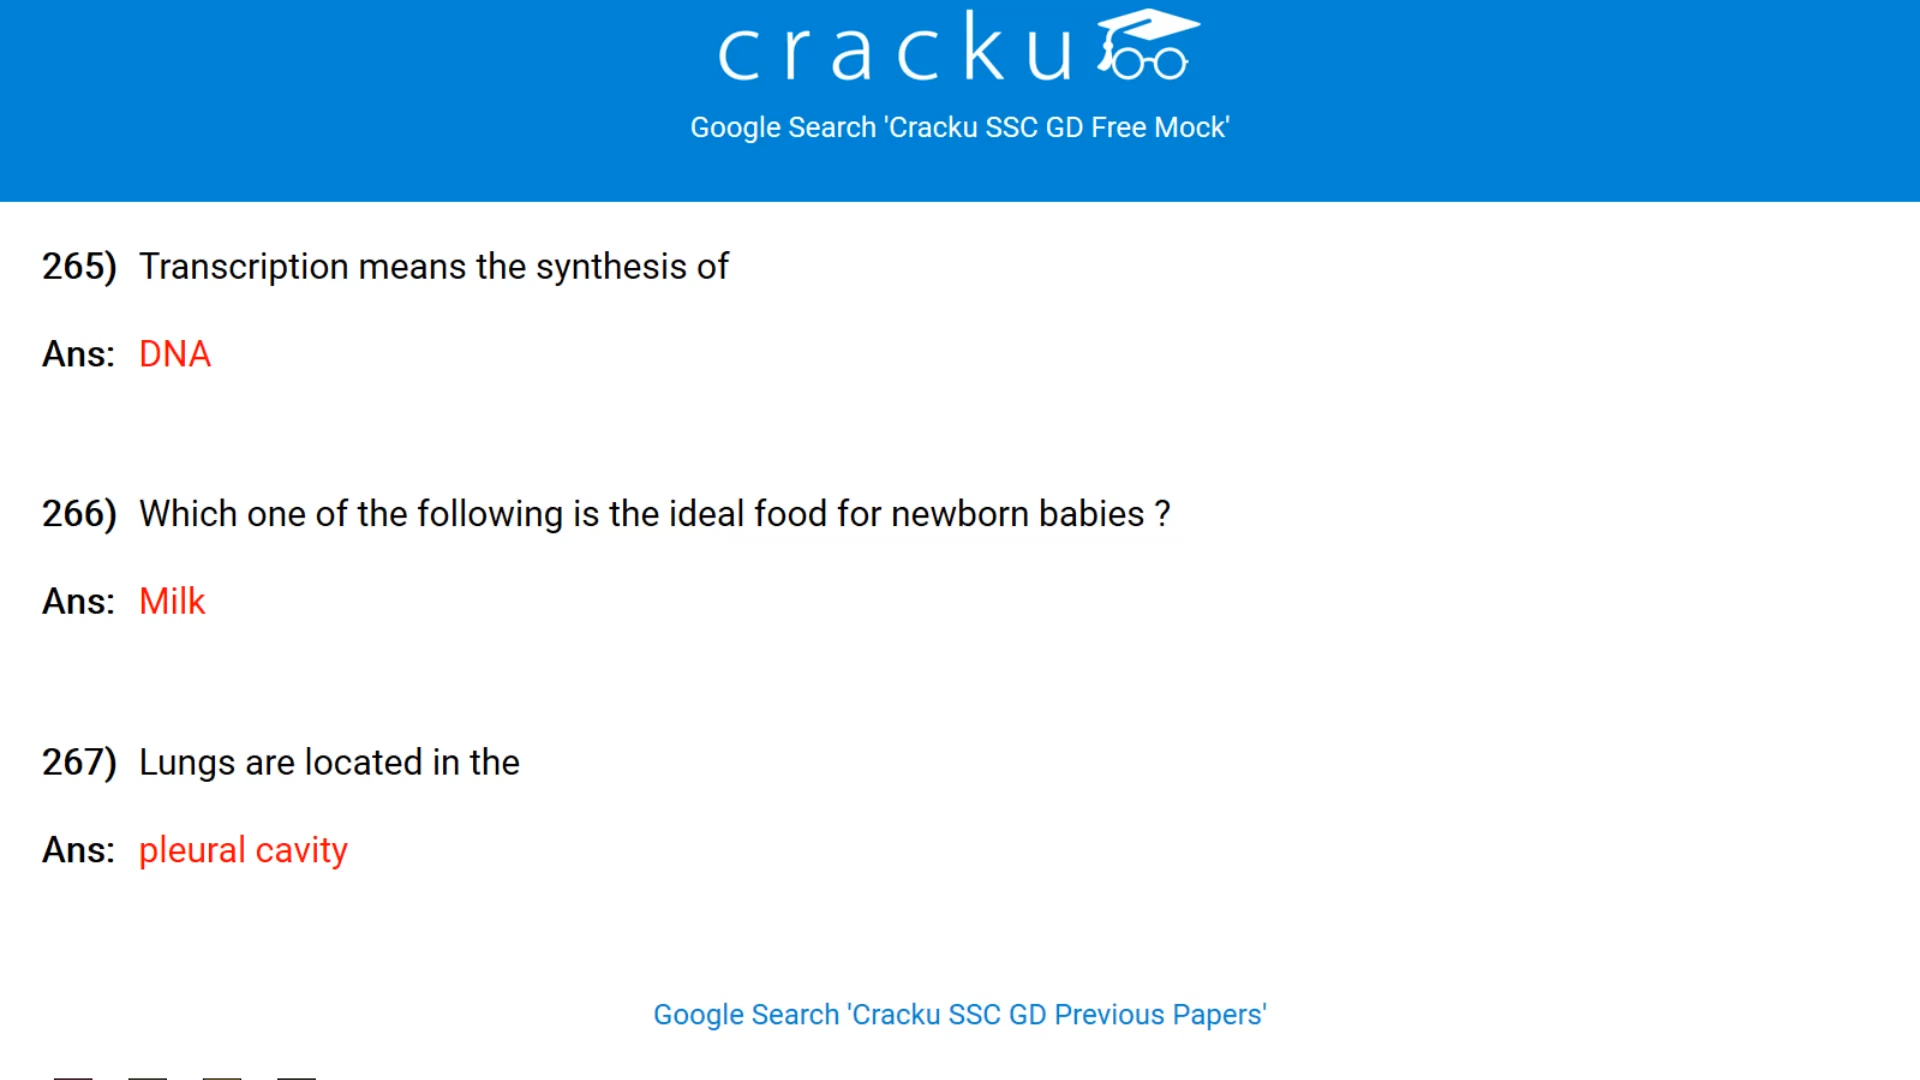 cracku
Google Search 'Cracku SSC GD Free Mock'
265) Transcription means the synthesis of
Ans: DNA
266) Which one of the following is the ideal food for newborn babies ?
Ans: Milk
267) Lungs are located in the
Ans: pleural cavity
Google Search 'Cracku SSC GD Previous Papers'